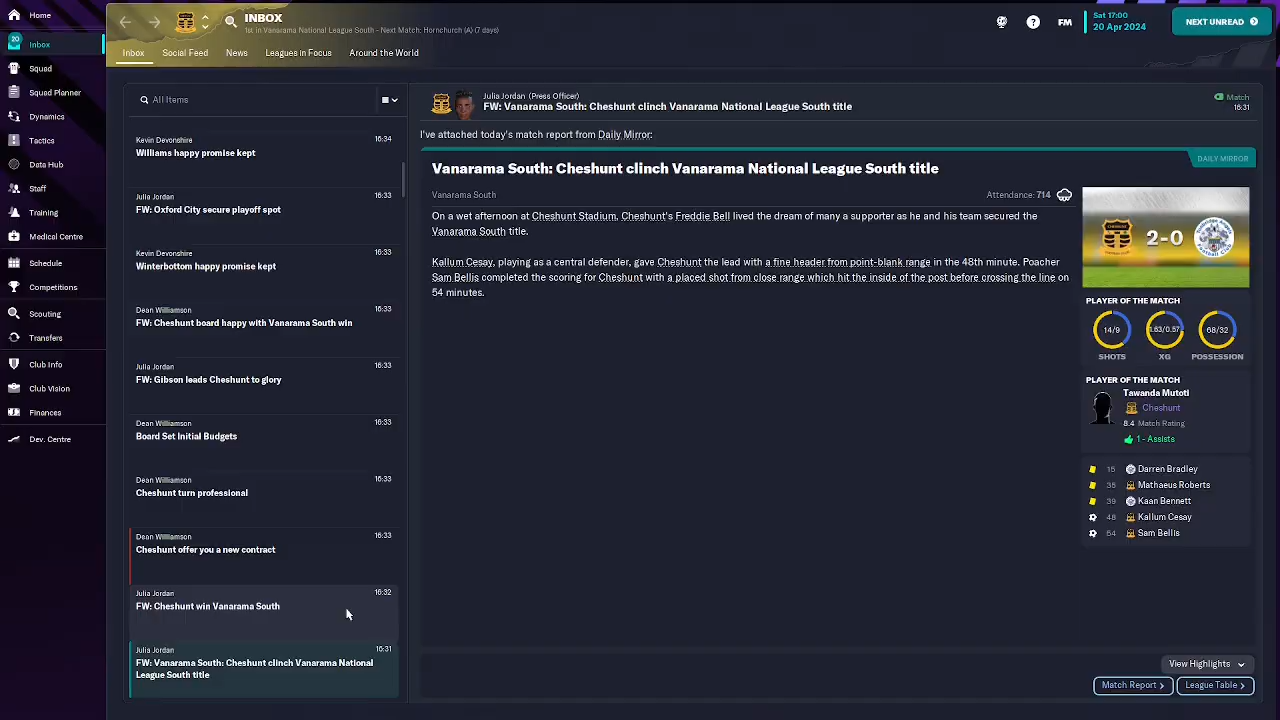 Home
20
Inbox
Squad
Squad Planner
Dynamics
Tactics
Data Hub
Staff
Training
Medical Centre
Schedule
Competitions
Scouting
Transfers
Club Info
Club Vision
Finances
Dev. Centre
INBOX
1st in Vanarama National League South - Next Match: Hornchurch (A) (7 days)
FM
Sat 17:00
20 Apr 2024
NEXT UNREAD
Inbox
Social Feed
News
Leagues in Focus
Around the World
All Items
Kevin Devonshire
16:34
Williams happy promise kept
Julia Jordan
16:33
FW: Oxford City secure playoff spot
Kevin Devonshire
16:33
Winterbottom happy promise kept
Dean Williamson
16:33
FW: Cheshunt board happy with Vanarama South win
Julia Jordan
16:33
FW: Gibson leads Cheshunt to glory
Dean Williamson
16:33
Board Set Initial Budgets
Dean Williamson
16:33
Cheshunt turn professional
Dean Williamson
16:33
Cheshunt offer you a new contract
Julia Jordan
16:32
FW: Cheshunt win Vanarama South
Julia Jordan
16:31
FW: Vanarama South: Cheshunt clinch Vanarama National
League South title
Julia Jordan (Press Officer)
FW: Vanarama South: Cheshunt clinch Vanarama National League South title
Match
16:31
I've attached today's match report from Daily Mirror:
DAILY MIRROR
Vanarama South: Cheshunt clinch Vanarama National League South title
Vanarama South
Attendance: 714
On a wet afternoon at Cheshunt Stadium, Cheshunt's Freddie Bell lived the dream of many a supporter as he and his team secured the
Vanarama South title.
Kallum Cesay, playing as a central defender, gave Cheshunt the lead with a fine header from point-blank range in the 48th minute. Poacher
Sam Bellis completed the scoring for Cheshunt with a placed shot from close range which hit the inside of the post before crossing the line on
54 minutes.
2-0
PLAYER OF THE MATCH
14/9
1.63/0.57
68/32
SHOTS
XG
POSSESSION
PLAYER OF THE MATCH
Tawanda Mutoti
Cheshunt
8.4 Match Rating
1 - Assists
15 Darren Bradley
35 Mathaeus Roberts
39 Kaan Bennett
48 Kallum Cesay
54 Sam Bellis
View Highlights
Match Report
League Table